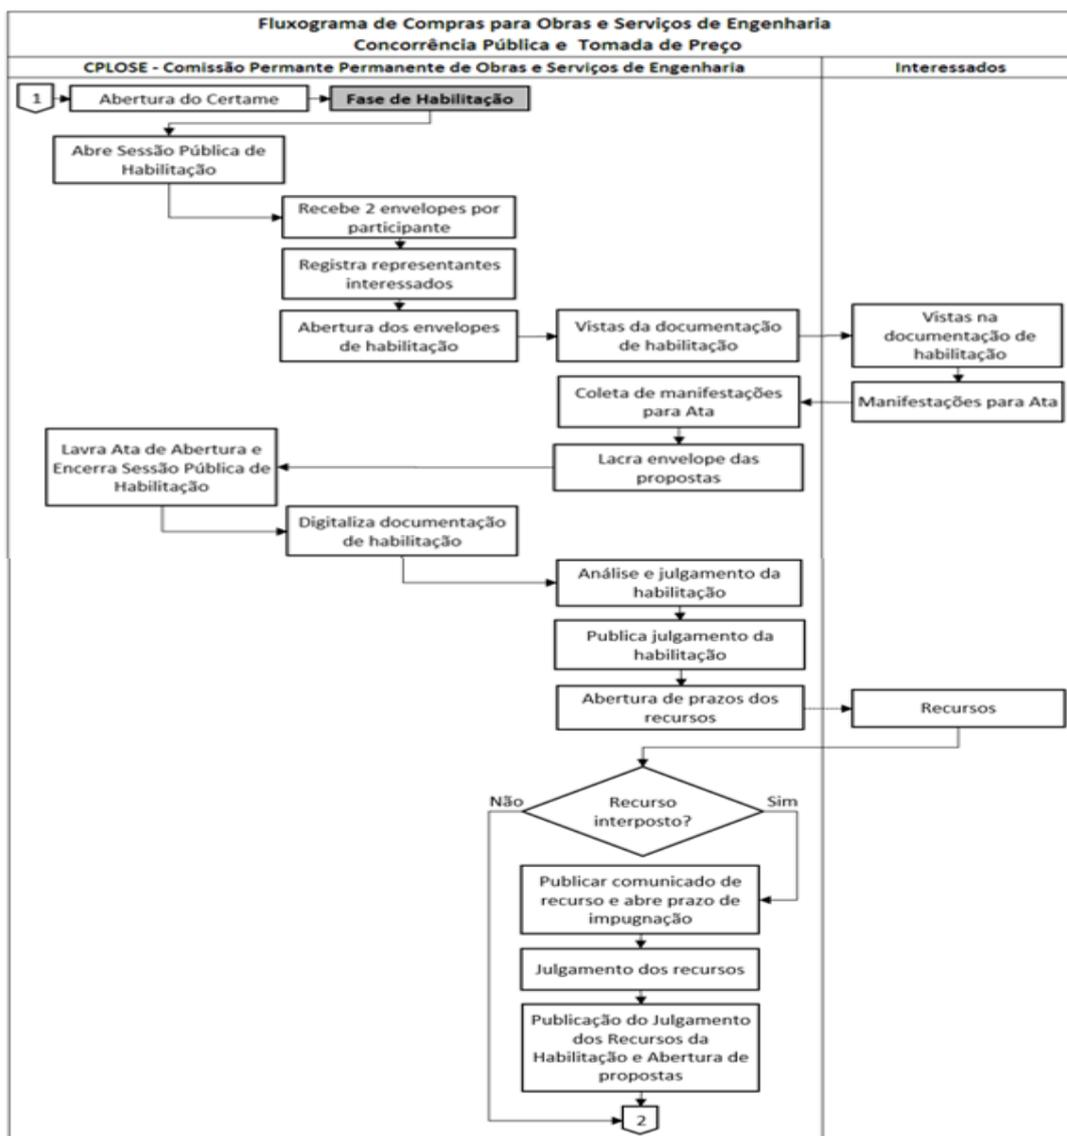 Fluxograma de Compras para Obras e Serviços de Engenharia
Concorrência Pública e Tomada de Preço
CPLOSE - Comissão Permante Permanente de Obras e Serviços de Engenharia
Interessados
1
Abertura do Certame
Fase de Habilitação
Abre Sessão Pública de
Habilitação
Recebe 2 envelopes por
participante
Registra representantes
interessados
Abertura dos envelopes
de habilitação
Vistas da documentação
de habilitação
Vistas na
documentação de
habilitação
Manifestações para Ata
Coleta de manifestações
para Ata
Lacra envelope das
propostas
Lavra Ata de Abertura e
Encerra Sessão Pública de
Habilitação
Digitaliza documentação
de habilitação
Análise e julgamento da
habilitação
Publica julgamento da
habilitação
Abertura de prazos dos
recursos
Recursos
Recurso
interposto?
Não
Sim
Publicar comunicado de
recurso e abre prazo de
impugnação
Julgamento dos recursos
Publicação do Julgamento
dos Recursos da
Habilitação e Abertura de
propostas
2